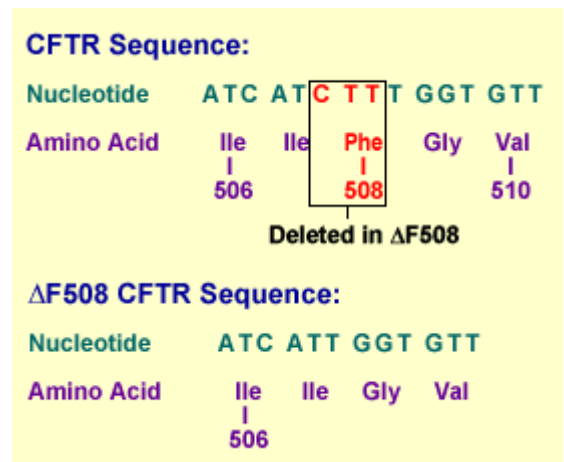 CFTR Sequence:
Nucleotide ATC ATC TTT GGT GTT
Amino Acid Ile Ile Phe Gly Val
506 508 510
Deleted in ΔF508
ΔF508 CFTR Sequence:
Nucleotide ATC ATT GGT GTT
Amino Acid Ile Ile Gly Val
506